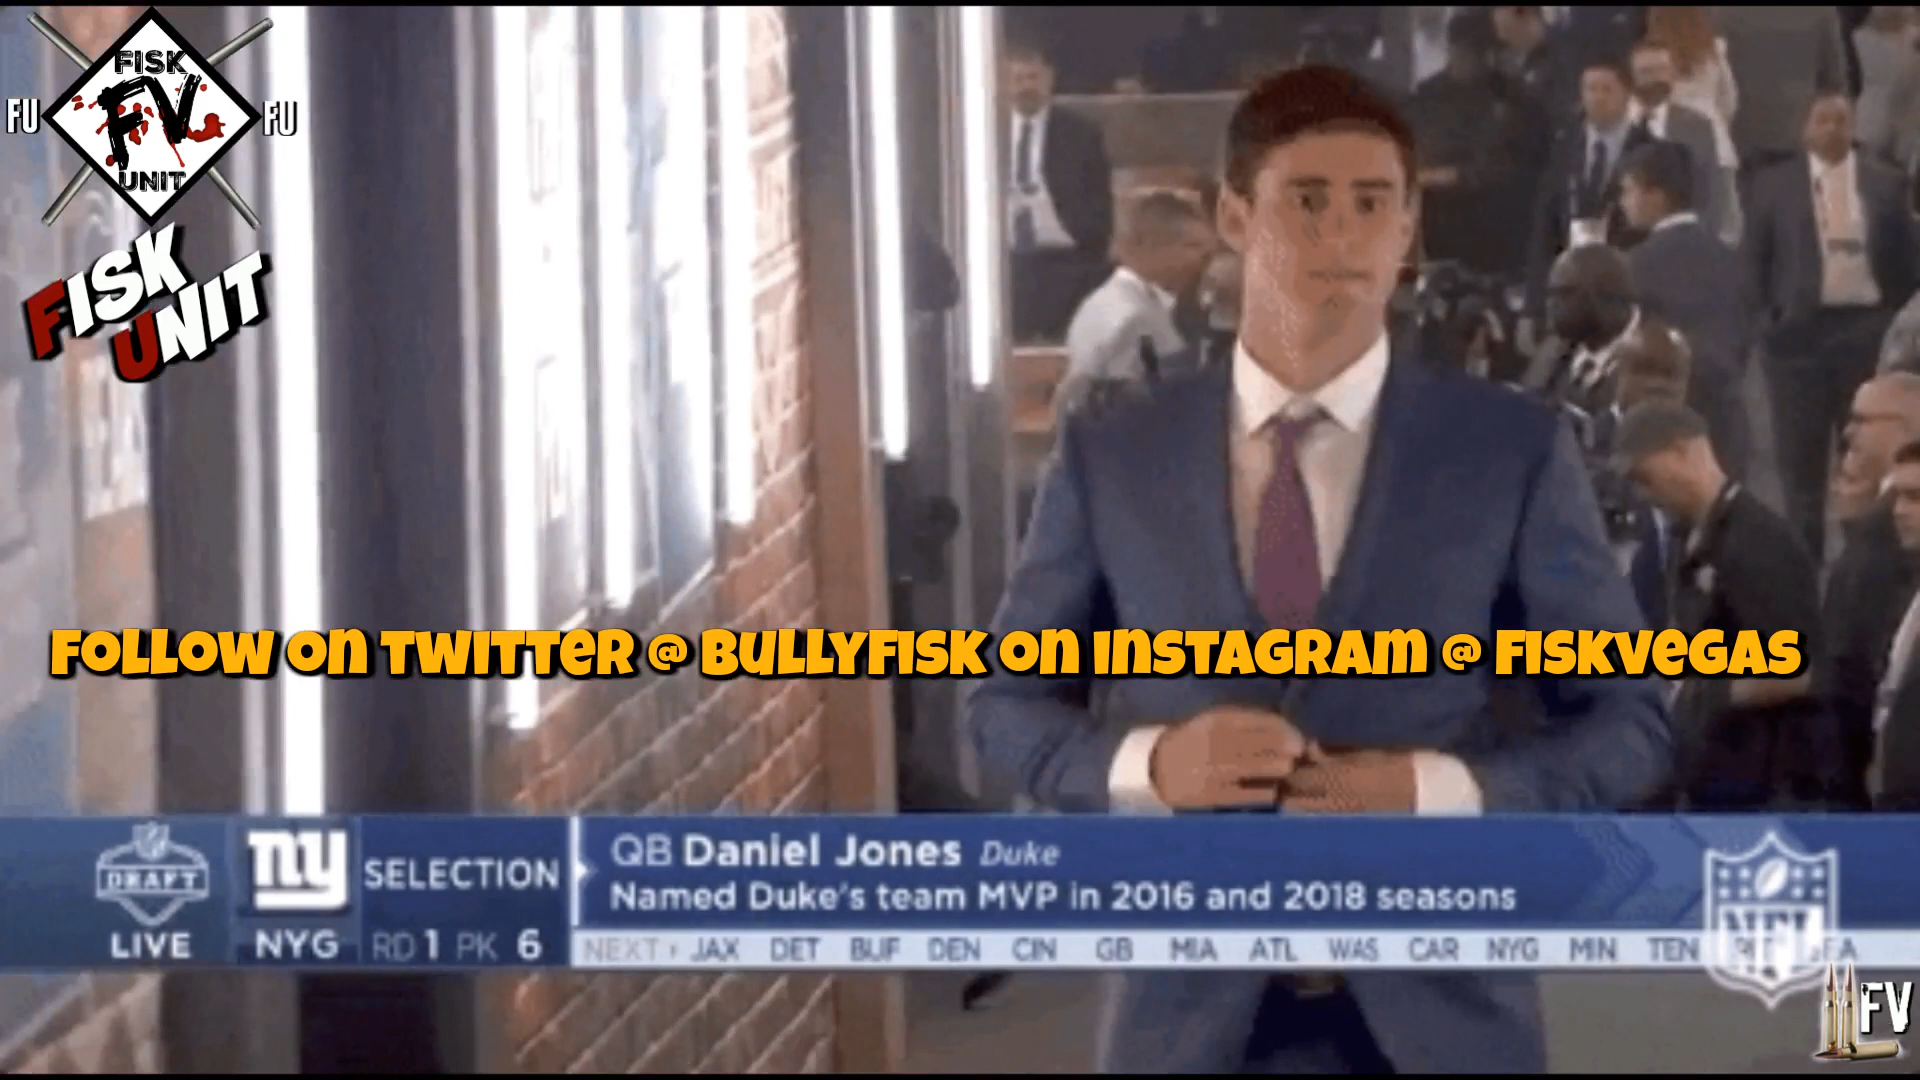 FISK
FV
UNIT
FU
FU
FISK
UNIT
FOLLOW ON TWITTER @ BULLYFISK ON INSTAGRAM @ FISKVEGAS
DRAFT
LIVE
ny
NYG
SELECTION
RD 1 PK 6
QB Daniel Jones Duke
Named Duke's team MVP in 2016 and 2018 seasons
NEXT JAX DET BUF DEN CIN GB MIA ATL WAS CAR NYG MIN TEN
NFL
FV